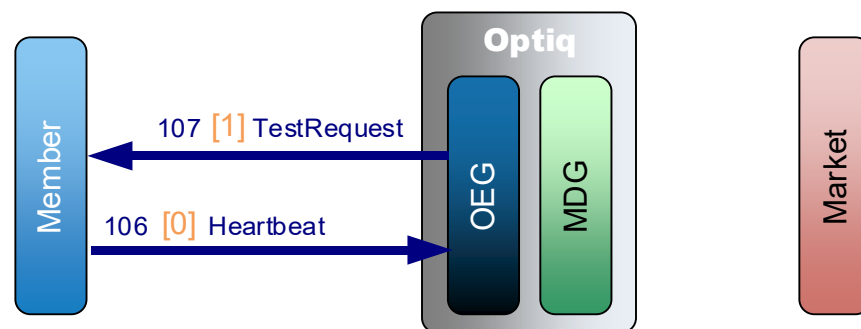 Optiq
107 [1] TestRequest
106 [0] Heartbeat
Member
OEG
MDG
Market